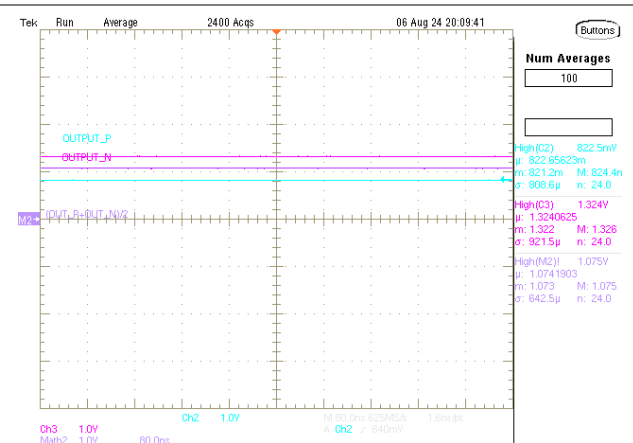 Tek Run Average 2400 Acqs 06 Aug 24 20:09:41
Buttons
Num Averages
100
OUTPUT_P
OUTPUT_N
High(C2) 822.5mV
µ: 822.65623m
m: 821.2m M: 824.4m
σ: 808.6µ n: 24.0
High(C3) 1.324V
µ: 1.3240625
m: 1.322 M: 1.326
σ: 921.5µ n: 24.0
M2 (OUT_P+OUT_N)/2
High(M2)! 1.075V
µ: 1.0741903
m: 1.073 M: 1.075
σ: 642.5µ n: 24.0
Ch2 1.0V M 80.0ns 625MS/s 1.6ns/pt
Ch3 1.0V A Ch2 / 840mV
Math2 1.0V 80.0ns